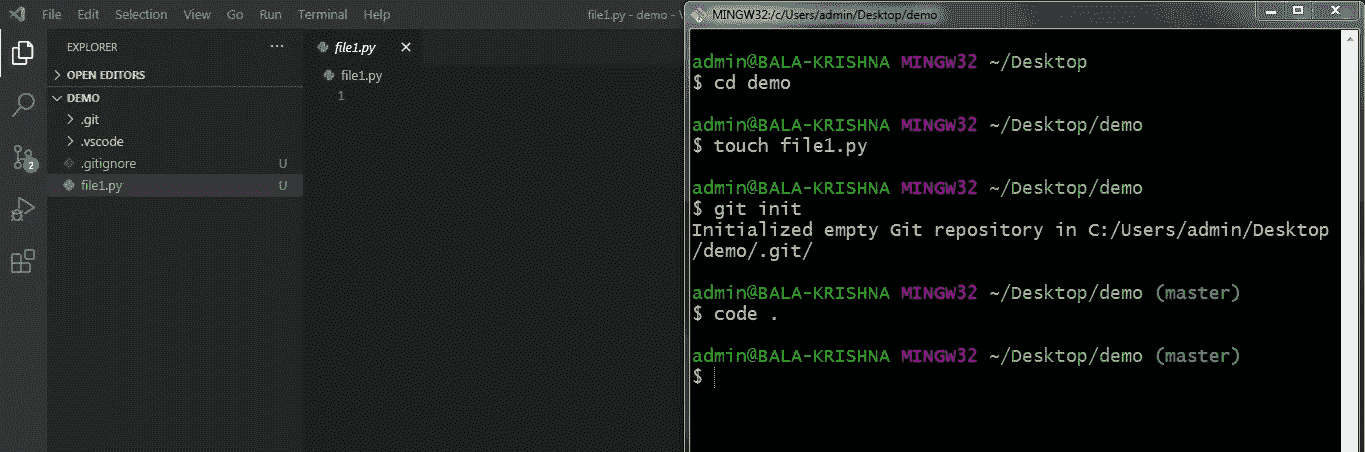 File Edit Selection View Go Run Terminal Help
file1.py - demo - V
EXPLORER
OPEN EDITORS
DEMO
.git
.vscode
.gitignore U
file1.py U
2
file1.py
file1.py
1
MINGW32:/c/Users/admin/Desktop/demo
admin@BALA-KRISHNA MINGW32 ~/Desktop
$ cd demo
admin@BALA-KRISHNA MINGW32 ~/Desktop/demo
$ touch file1.py
admin@BALA-KRISHNA MINGW32 ~/Desktop/demo
$ git init
Initialized empty Git repository in C:/Users/admin/Desktop
/demo/.git/
admin@BALA-KRISHNA MINGW32 ~/Desktop/demo (master)
$ code .
admin@BALA-KRISHNA MINGW32 ~/Desktop/demo (master)
$